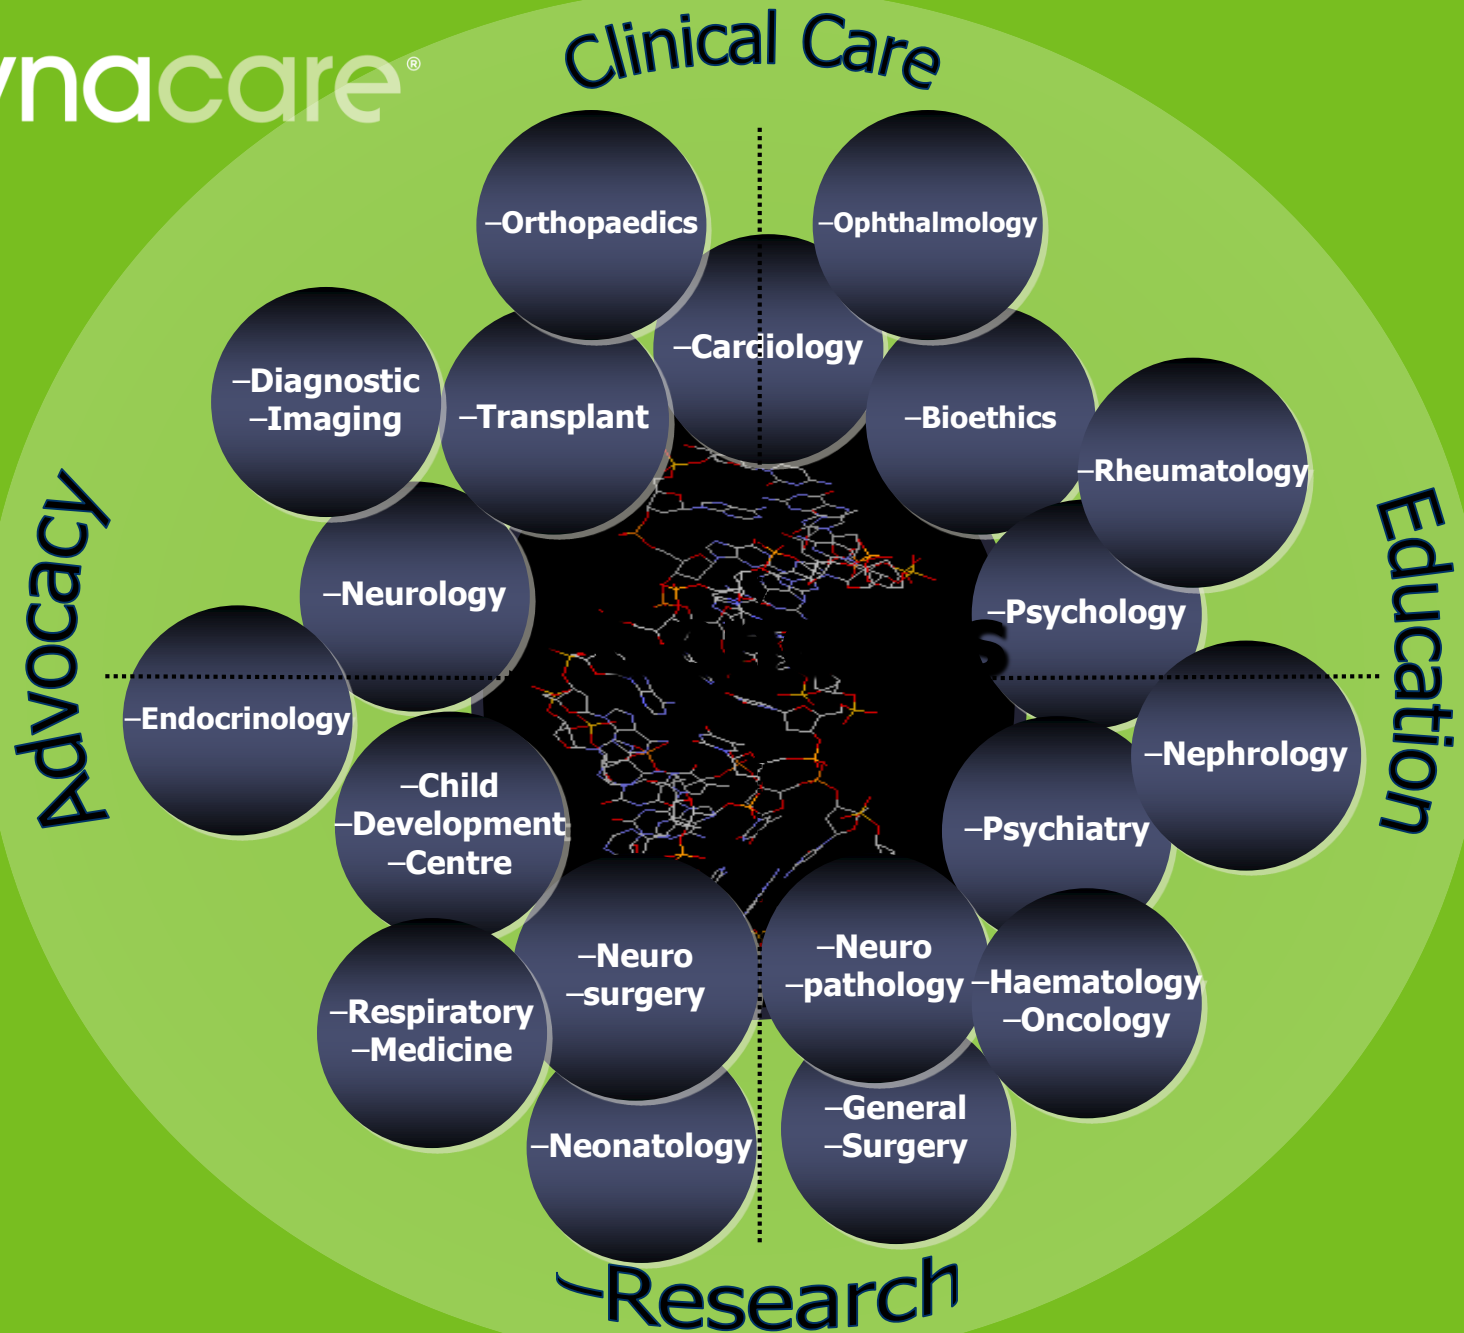 Clinical Care
ynacare®
–Orthopaedics
–Ophthalmology
–Cardiology
–Diagnostic
–Imaging
–Transplant
–Bioethics
–Rheumatology
Advocacy
Education
–Neurology
–Psychology
s
–Endocrinology
–Nephrology
–Child
–Development
–Centre
–Psychiatry
–Neuro
–surgery
–Neuro
–pathology
–Haematology
–Oncology
–Respiratory
–Medicine
–Neonatology
–General
–Surgery
–Research